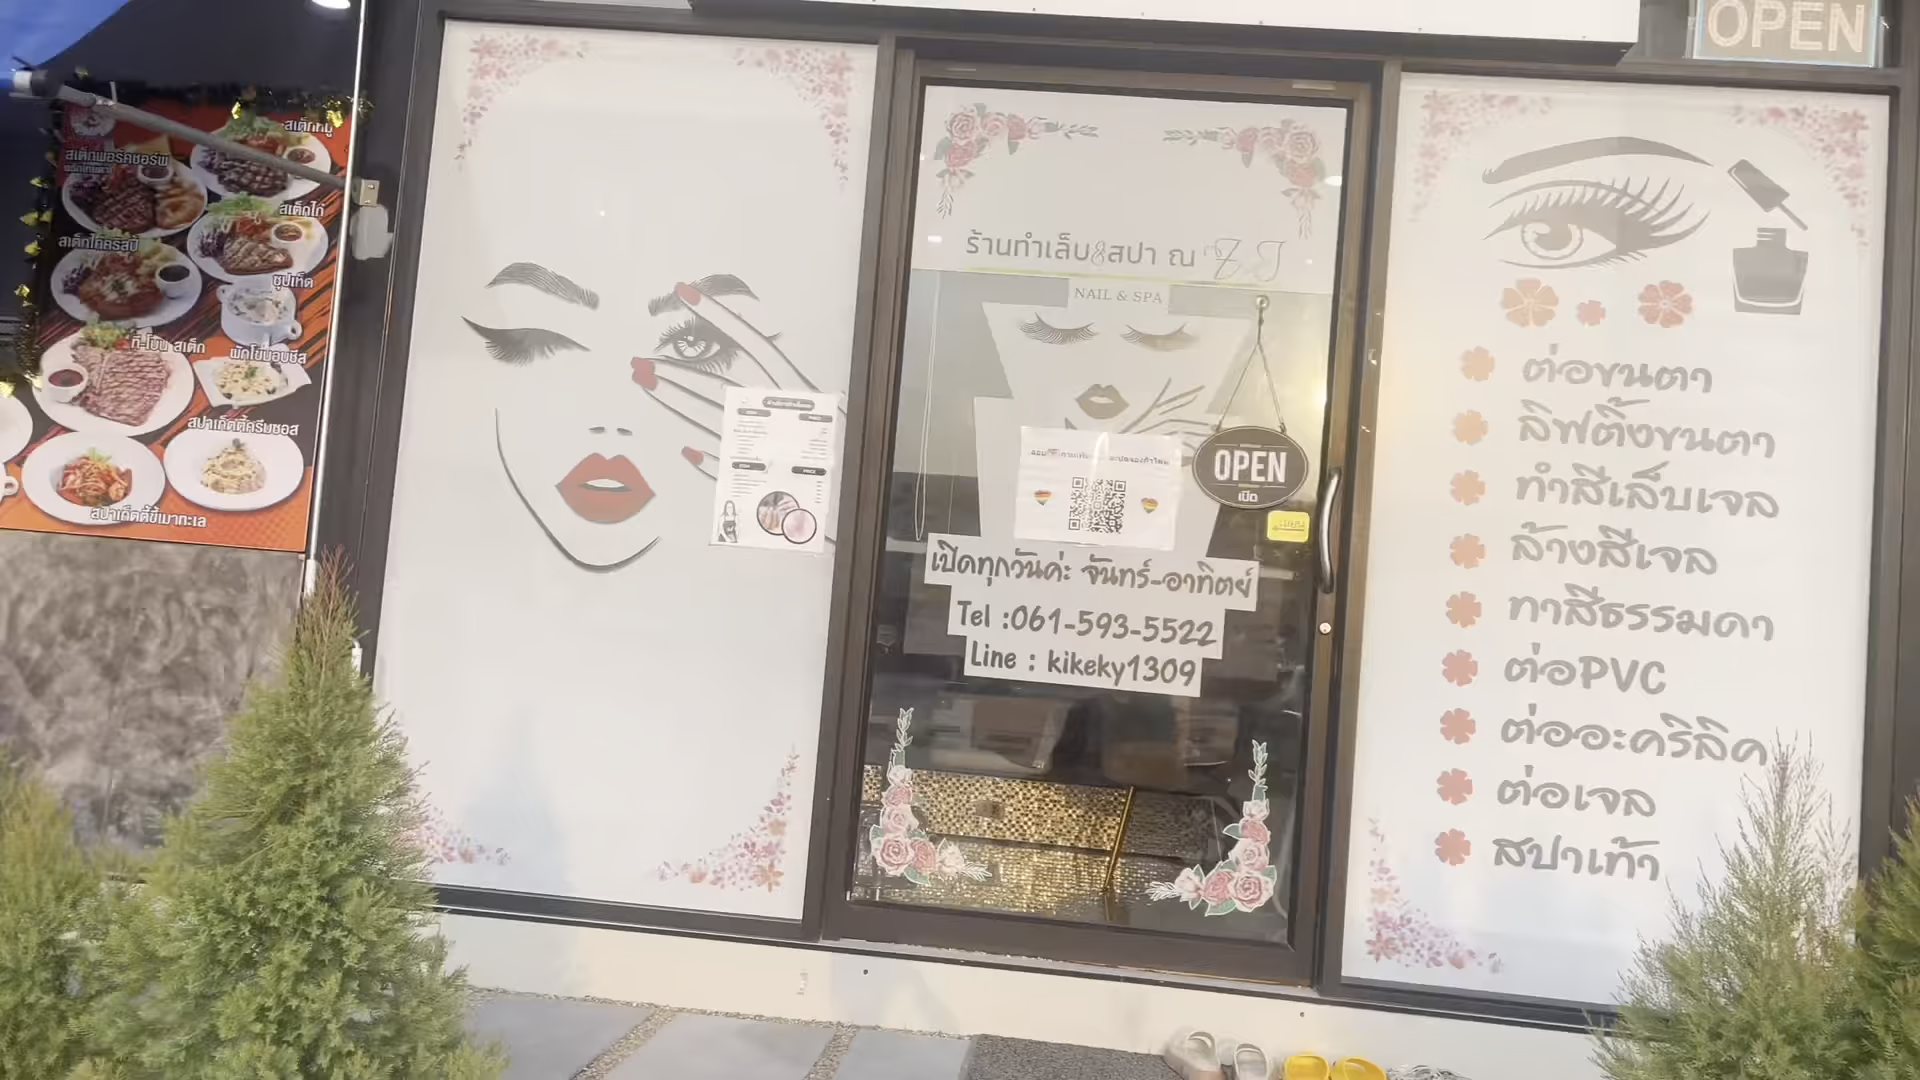 OPEN
สเต็กหมู
สเต็กพอร์คชอร์พ
สเต็กไก่
สเต็กไก่คริสปี้
ซุปเห็ด
ที-โบน สเต็ก
ผักโขมอบชีส
สปาเก็ตตี้ครีมซอส
สปาเก็ตตี้ขี้เมาทะเล
ร้านทำเล็บ&สปา ณ
NAIL & SPA
OPEN
เปิด
เปิดทุกวันค่ะ จันทร์-อาทิตย์
Tel :061-593-5522
Line : kikeky1309
ต่อขนตา
ลิฟติ้งขนตา
ทำสีเล็บเจล
ล้างสีเจล
ทาสีธรรมดา
ต่อPVC
ต่ออะคริลิค
ต่อเจล
สปาเท้า